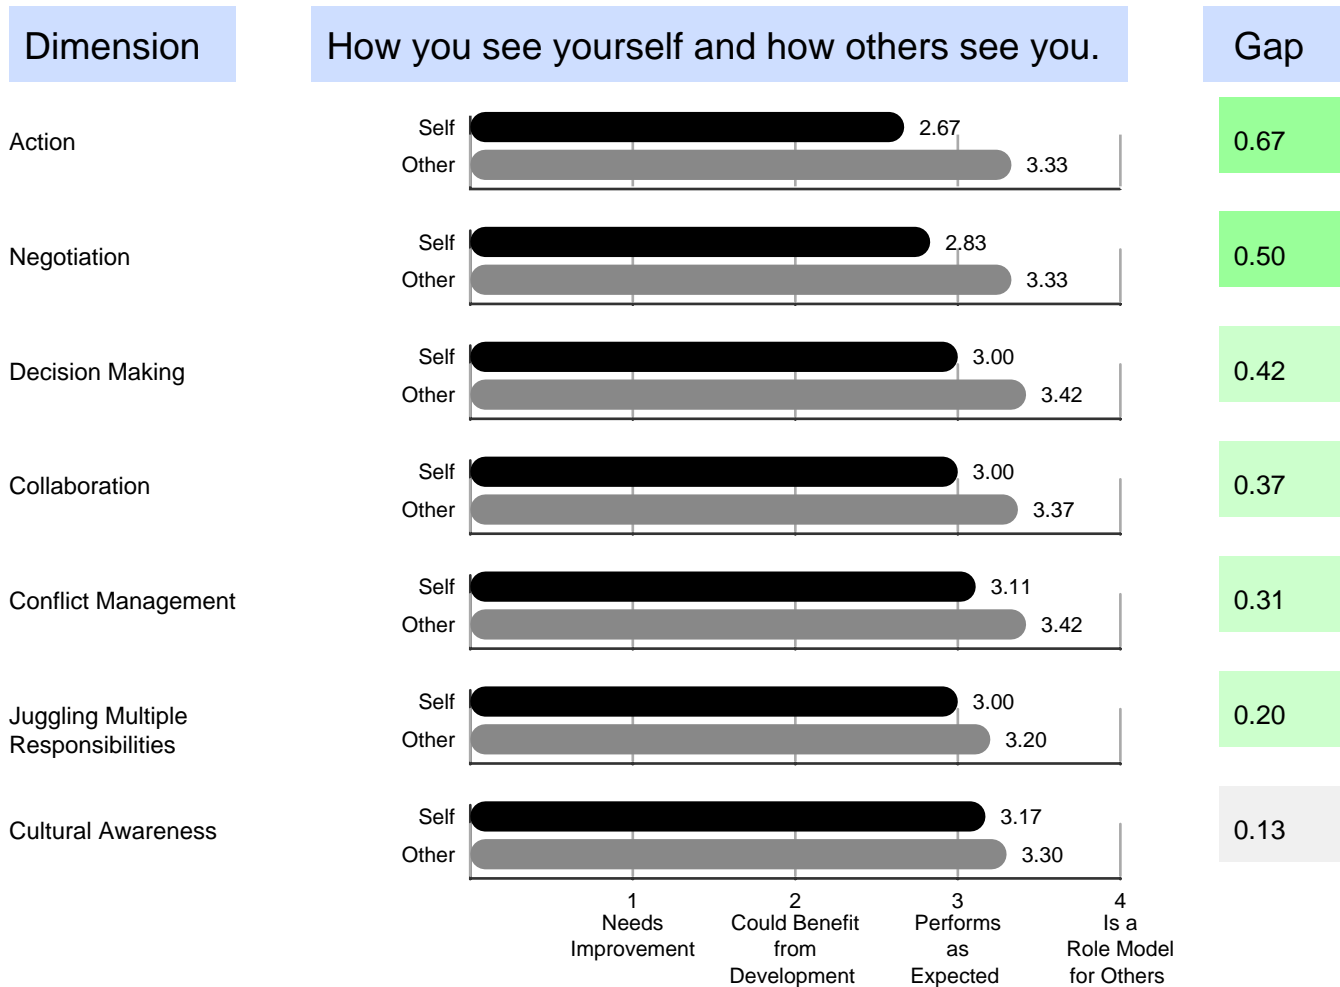 Dimension
How you see yourself and how others see you.
Gap
Action
Self
2.67
Other
3.33
0.67
Negotiation
Self
2.83
Other
3.33
0.50
Decision Making
Self
3.00
Other
3.42
0.42
Collaboration
Self
3.00
Other
3.37
0.37
Conflict Management
Self
3.11
Other
3.42
0.31
Juggling Multiple
Responsibilities
Self
3.00
Other
3.20
0.20
Cultural Awareness
Self
3.17
Other
3.30
0.13
1
Needs
Improvement
2
Could Benefit
from
Development
3
Performs
as
Expected
4
Is a
Role Model
for Others